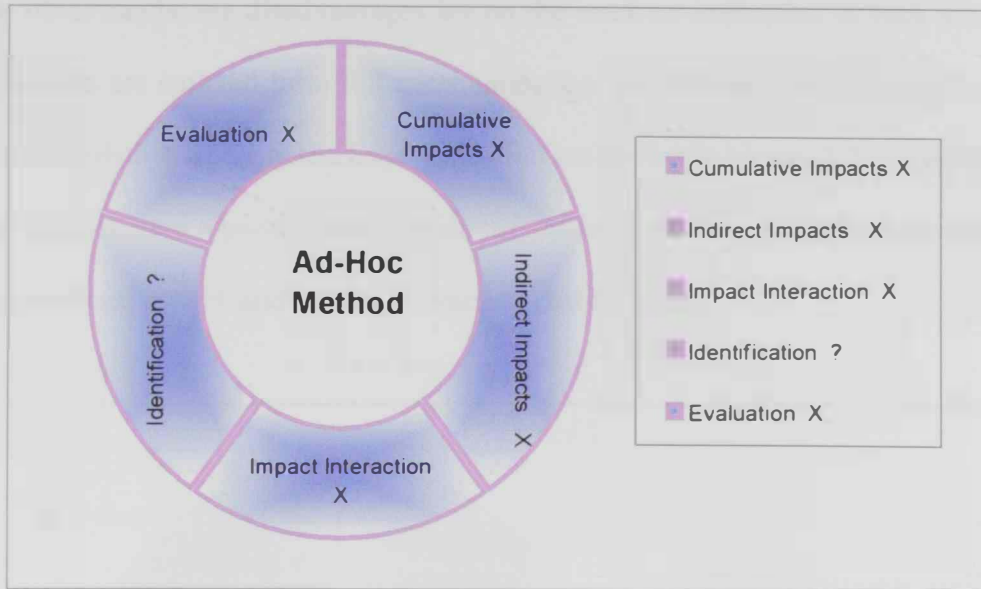 Evaluation X
Cumulative
Impacts X
Ad-Hoc
Method
Identification ?
Indirect Impacts X
Impact Interaction
X
Cumulative Impacts X
Indirect Impacts X
Impact Interaction X
Identification ?
Evaluation X